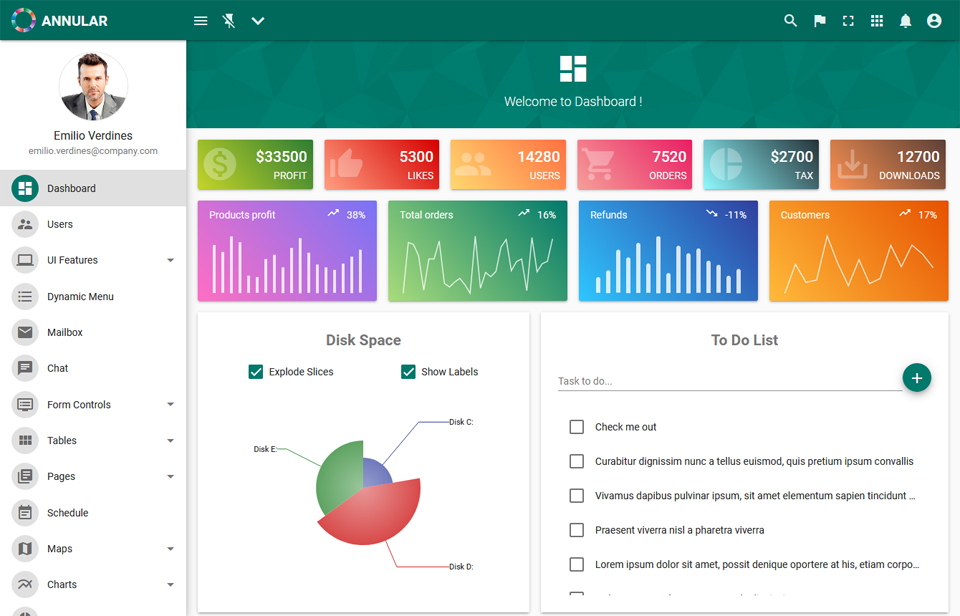 ANNULAR
Emilio Verdines
emilio.verdines@company.com
Dashboard
Users
UI Features
Dynamic Menu
Mailbox
Chat
Form Controls
Tables
Pages
Schedule
Maps
Charts
Welcome to Dashboard !
$33500
PROFIT
5300
LIKES
14280
USERS
7520
ORDERS
$2700
TAX
12700
DOWNLOADS
Products profit 38%
Total orders 16%
Refunds -11%
Customers 17%
Disk Space
Explode Slices Show Labels
Disk C:
Disk E:
Disk D:
To Do List
Task to do...
Check me out
Curabitur dignissim nunc a tellus euismod, quis pretium ipsum convallis
Vivamus dapibus pulvinar ipsum, sit amet elementum sapien tincidunt ...
Praesent viverra nisl a pharetra viverra
Lorem ipsum dolor sit amet, possit denique oportere at his, etiam corpo...